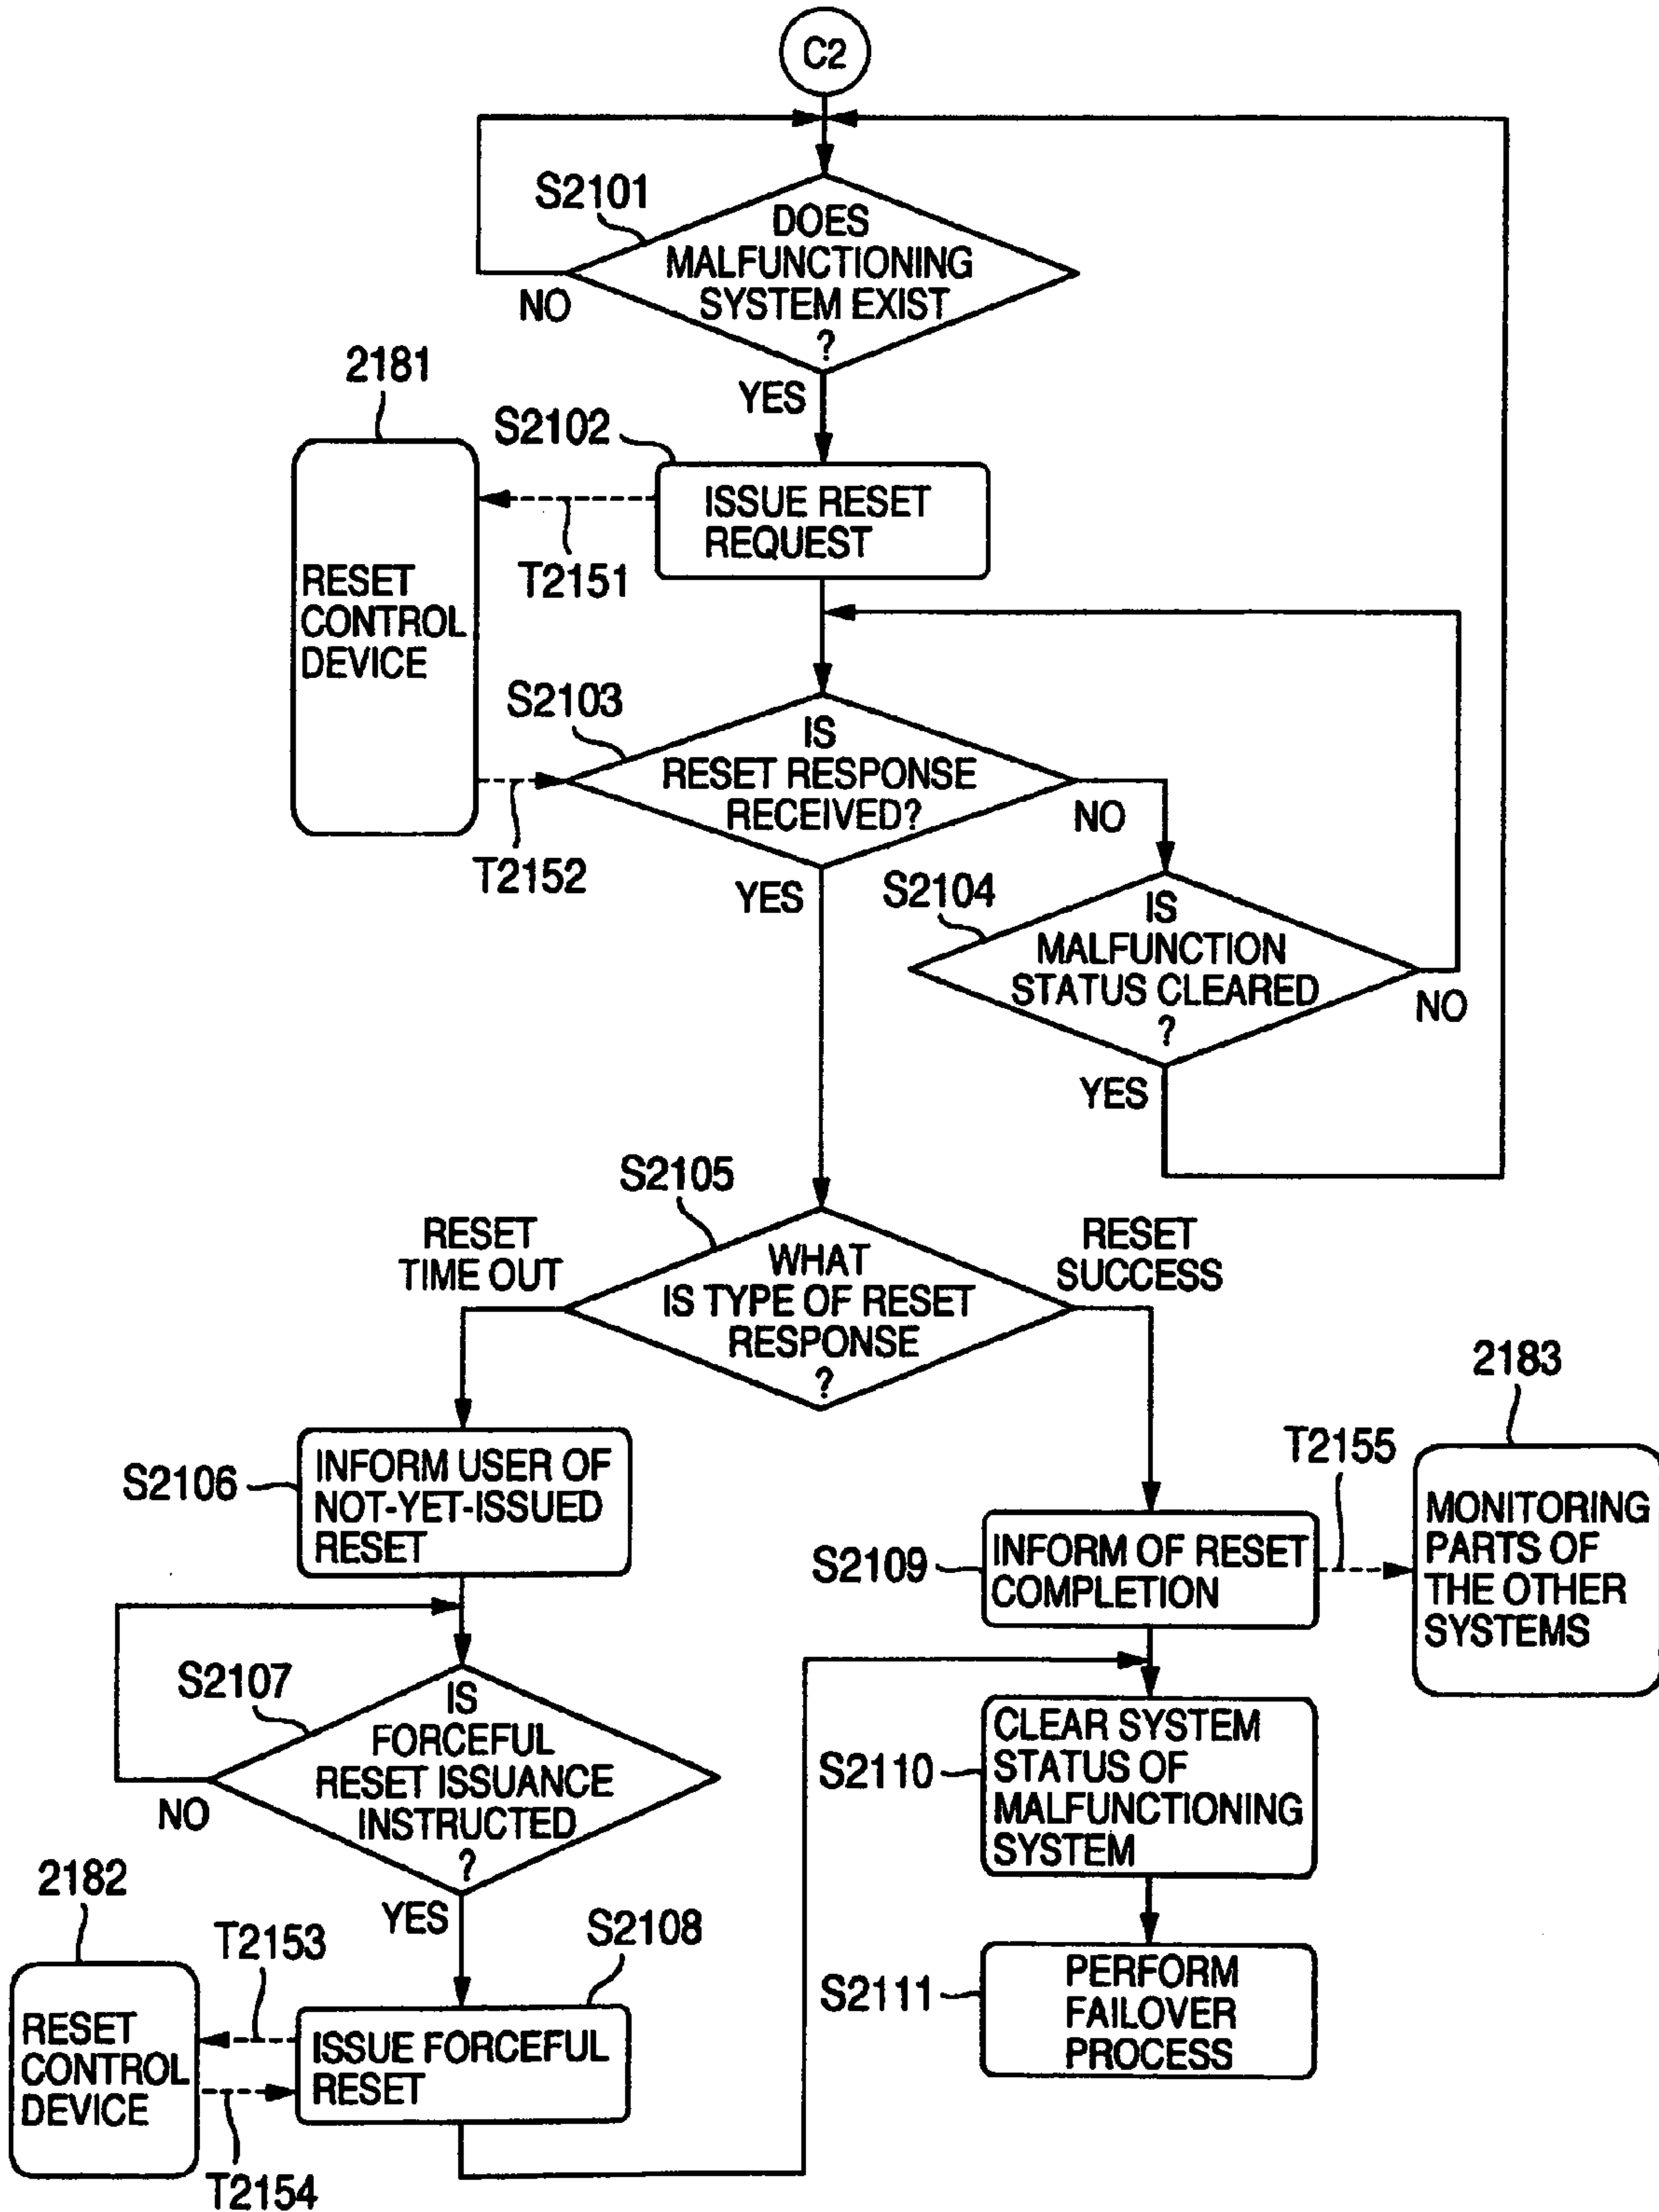 C2
S2101
DOES
MALFUNCTIONING
SYSTEM EXIST
?
NO
YES
2181
S2102
ISSUE RESET
REQUEST
T2151
RESET
CONTROL
DEVICE
S2103
IS
RESET RESPONSE
RECEIVED?
NO
T2152
YES
S2104
IS
MALFUNCTION
STATUS CLEARED
?
NO
YES
S2105
RESET
TIME OUT
WHAT
IS TYPE OF RESET
RESPONSE
?
RESET
SUCCESS
2183
S2106
INFORM USER OF
NOT-YET-ISSUED
RESET
T2155
S2109
INFORM OF RESET
COMPLETION
MONITORING
PARTS OF
THE OTHER
SYSTEMS
S2107
IS
FORCEFUL
RESET ISSUANCE
INSTRUCTED
?
NO
YES
S2110
CLEAR SYSTEM
STATUS OF
MALFUNCTIONING
SYSTEM
2182
T2153
S2108
RESET
CONTROL
DEVICE
ISSUE FORCEFUL
RESET
T2154
S2111
PERFORM
FAILOVER
PROCESS